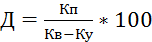 Д = Кп / (Кв−Ку) * 100